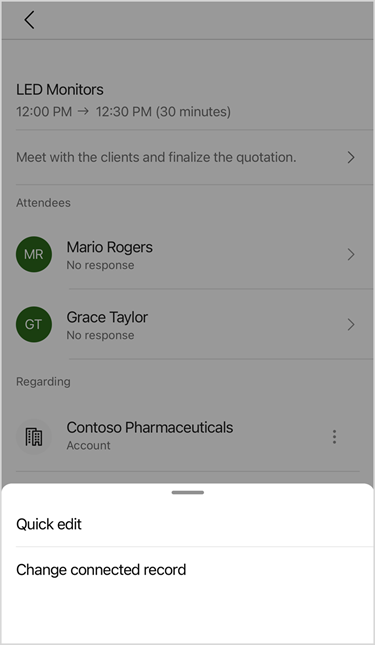 LED Monitors
12:00 PM → 12:30 PM (30 minutes)
Meet with the clients and finalize the quotation.
Attendees
MR
Mario Rogers
No response
GT
Grace Taylor
No response
Regarding
Contoso Pharmaceuticals
Account
Quick edit
Change connected record